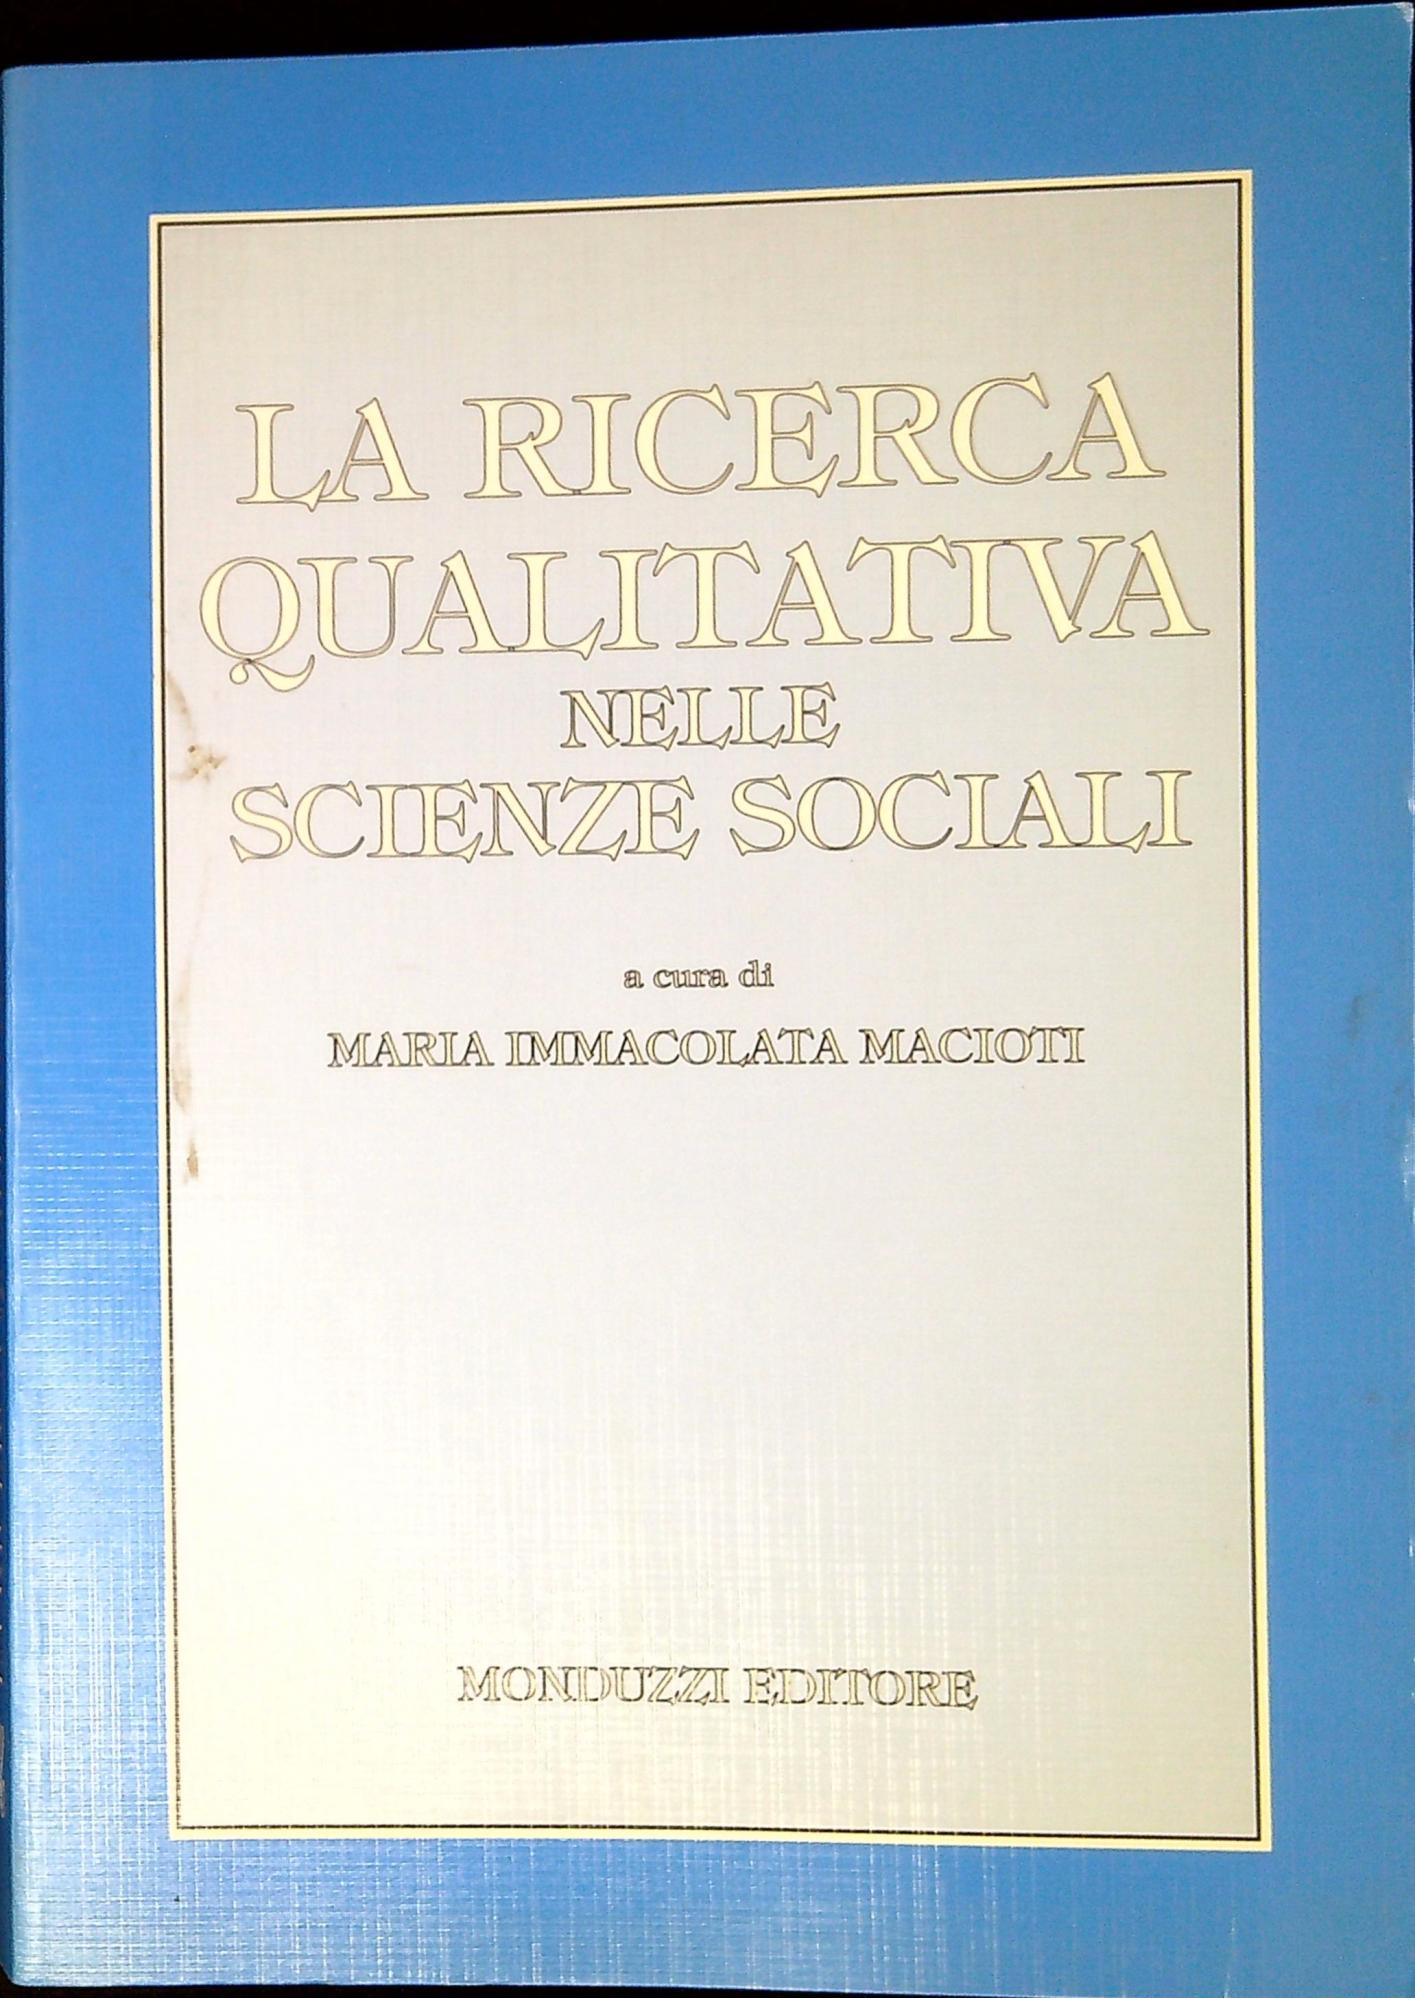 LA RICERCA
QUALITATIVA
NELLE
SCIENZE SOCIALI
a cura di
MARIA IMMACOLATA MACIOTI
MONDUZZI EDITORE